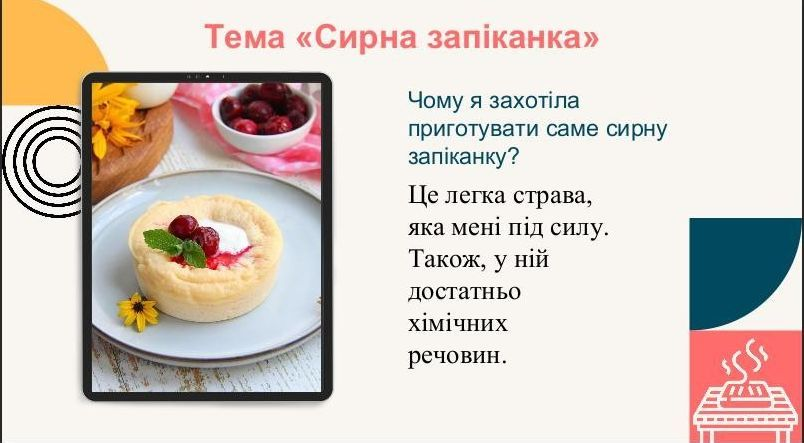 Тема «Сирна запіканка»
Чому я захотіла
приготувати саме сирну
запіканку?
Це легка страва,
яка мені під силу.
Також, у ній
достатньо
хімічних
речовин.